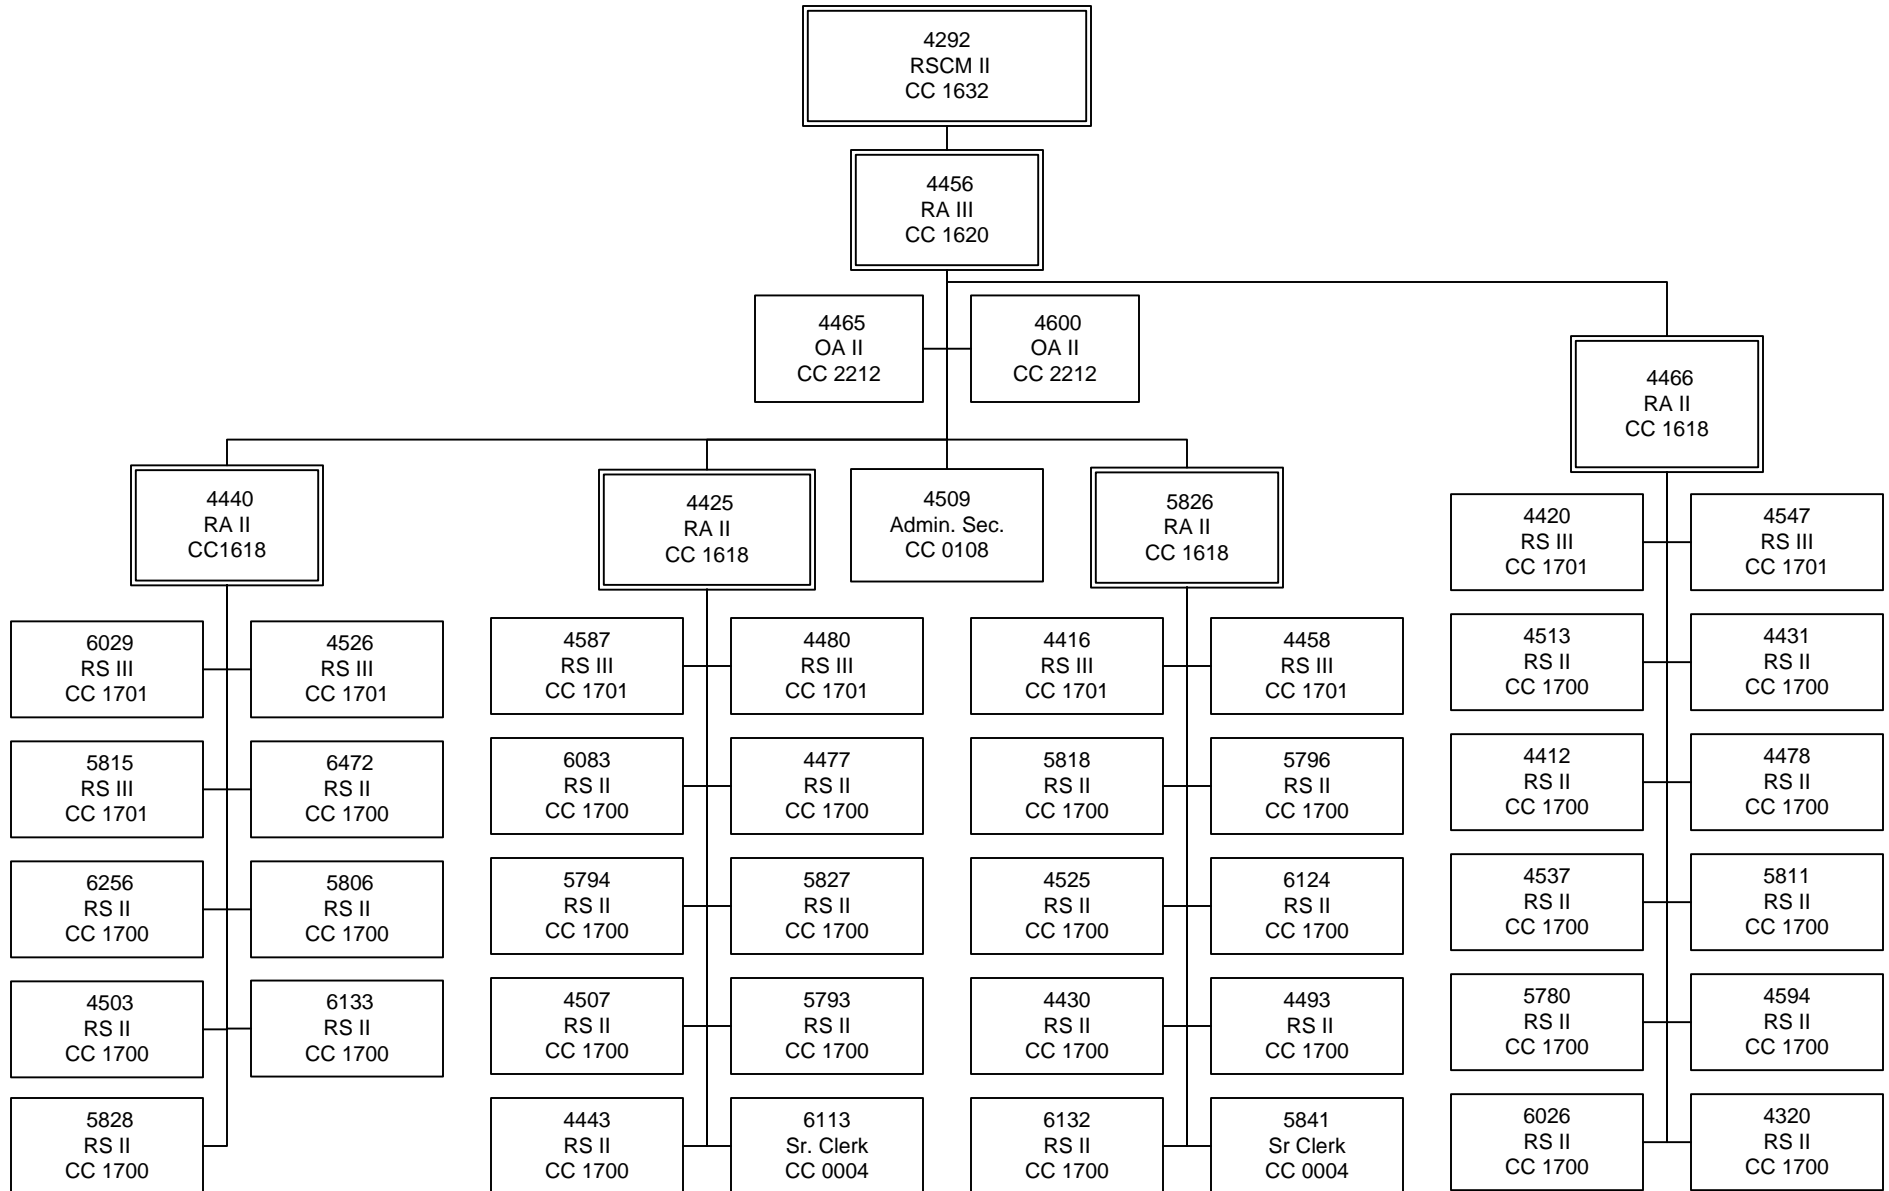 4292
RSCM II
CC 1632
4456
RA III
CC 1620
4465
OA II
CC 2212
4600
OA II
CC 2212
4466
RA II
CC 1618
4440
RA II
CC1618
4425
RA II
CC 1618
4509
Admin. Sec.
CC 0108
5826
RA II
CC 1618
4420
RS III
CC 1701
4547
RS III
CC 1701
6029
RS III
CC 1701
4526
RS III
CC 1701
4587
RS III
CC 1701
4480
RS III
CC 1701
4416
RS III
CC 1701
4458
RS III
CC 1701
4513
RS II
CC 1700
4431
RS II
CC 1700
5815
RS III
CC 1701
6472
RS II
CC 1700
6083
RS II
CC 1700
4477
RS II
CC 1700
5818
RS II
CC 1700
5796
RS II
CC 1700
4412
RS II
CC 1700
4478
RS II
CC 1700
6256
RS II
CC 1700
5806
RS II
CC 1700
5794
RS II
CC 1700
5827
RS II
CC 1700
4525
RS II
CC 1700
6124
RS II
CC 1700
4537
RS II
CC 1700
5811
RS II
CC 1700
4503
RS II
CC 1700
6133
RS II
CC 1700
4507
RS II
CC 1700
5793
RS II
CC 1700
4430
RS II
CC 1700
4493
RS II
CC 1700
5780
RS II
CC 1700
4594
RS II
CC 1700
5828
RS II
CC 1700
4443
RS II
CC 1700
6113
Sr. Clerk
CC 0004
6132
RS II
CC 1700
5841
Sr Clerk
CC 0004
6026
RS II
CC 1700
4320
RS II
CC 1700